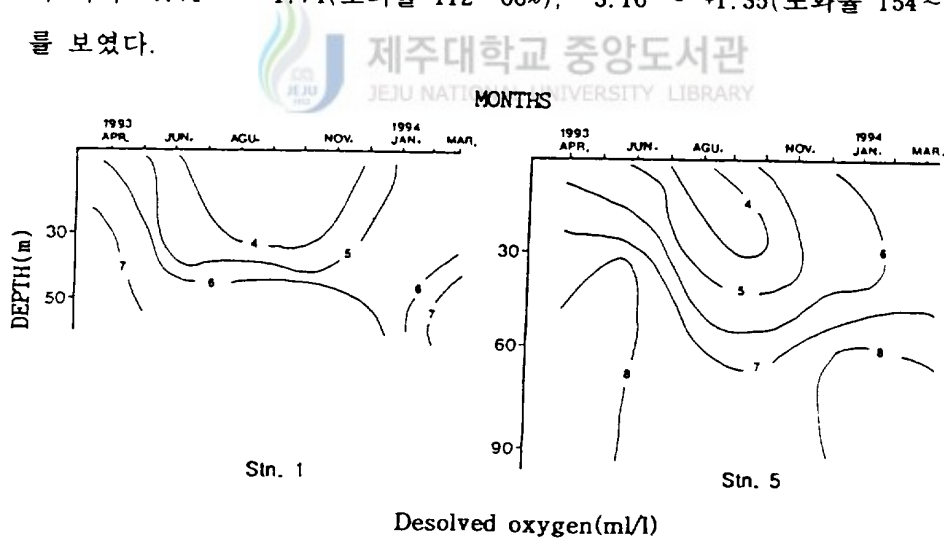 를 보였다.
제주대학교 중앙도서관
JEJU NATIONAL UNIVERSITY LIBRARY
JEJU
1952
MONTHS
1993 1994
APR. JUN. AGU. NOV. JAN. MAR.
DEPTH(m)
30
50
7
4
5
6
6
7
Stn. 1
1993 1994
APR. JUN. AGU. NOV. JAN. MAR.
30
60
90
4
5
6
7
8
8
Stn. 5
Desolved oxygen(ml/l)